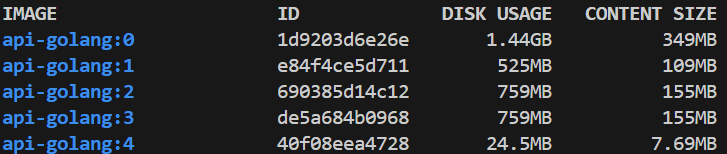 IMAGE ID DISK USAGE CONTENT SIZE
api-golang:0 1d9203d6e26e 1.44GB 349MB
api-golang:1 e84f4ce5d711 525MB 109MB
api-golang:2 690385d14c12 759MB 155MB
api-golang:3 de5a684b0968 759MB 155MB
api-golang:4 40f08eea4728 24.5MB 7.69MB